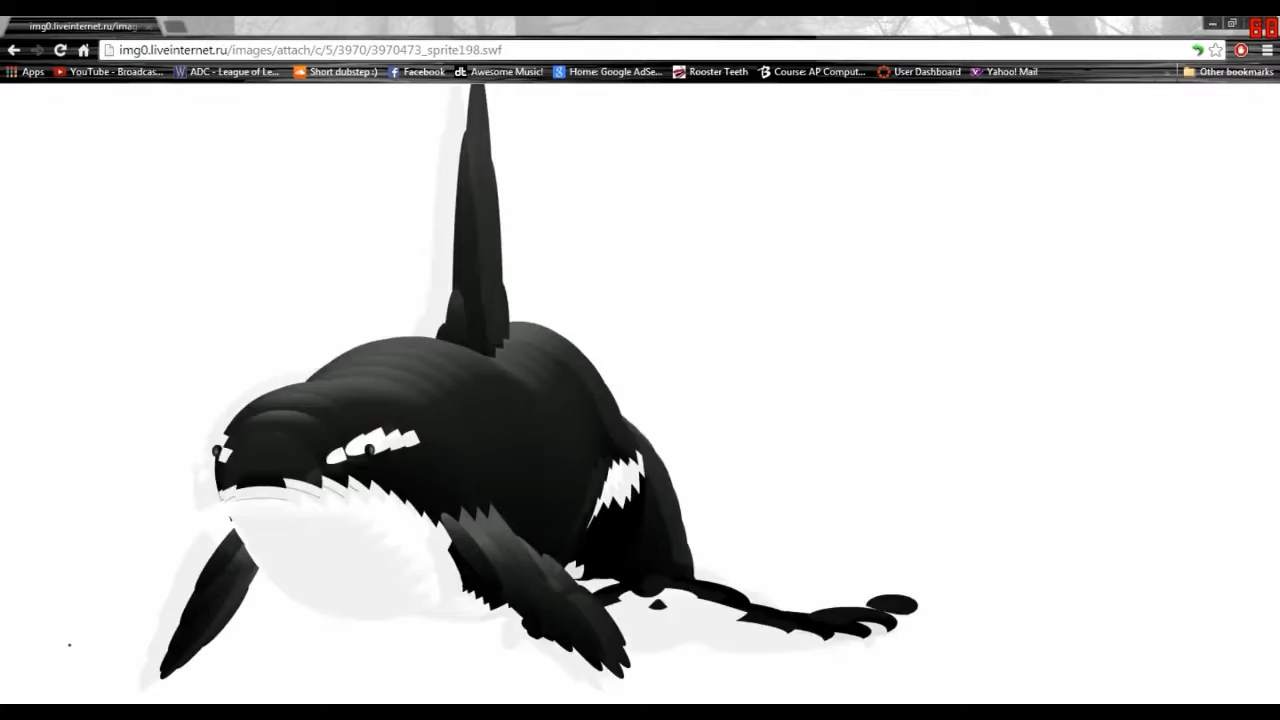 img0.liveinternet.ru/imag
60
img0.liveinternet.ru/images/attach/c/5/3970/3970473_sprite198.swf
Apps YouTube - Broadcas... ADC - League of Le... Short dubstep :) Facebook Awesome Music! Home: Google AdSe... Rooster Teeth Course: AP Comput... User Dashboard Yahoo! Mail Other bookmarks